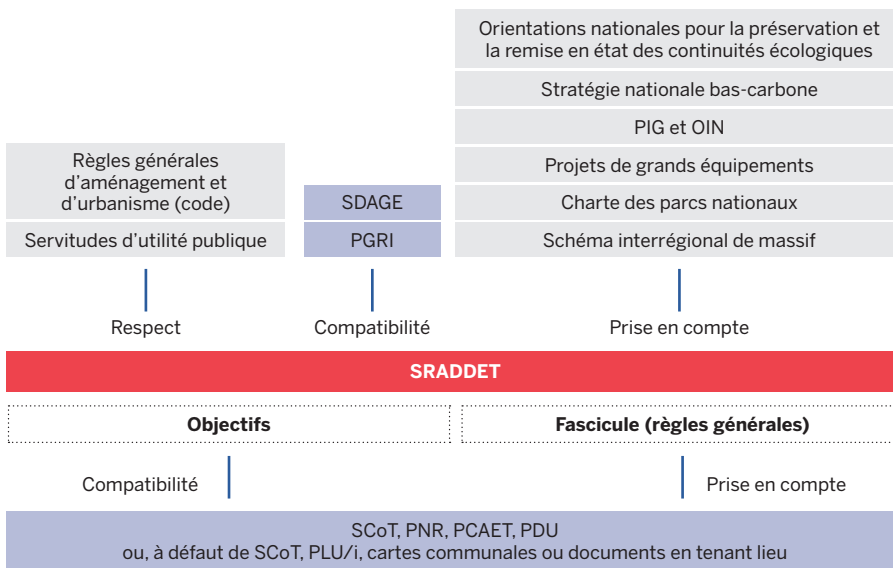 Règles générales
d'aménagement et
d'urbanisme (code)
Servitudes d'utilité publique
Respect
SDAGE
PGRI
Compatibilité
Orientations nationales pour la préservation et
la remise en état des continuités écologiques
Stratégie nationale bas-carbone
PIG et OIN
Projets de grands équipements
Charte des parcs nationaux
Schéma interrégional de massif
Prise en compte
SRADDET
Objectifs
Fascicule (règles générales)
Compatibilité
Prise en compte
SCoT, PNR, PCAET, PDU
ou, à défaut de SCoT, PLU/i, cartes communales ou documents en tenant lieu